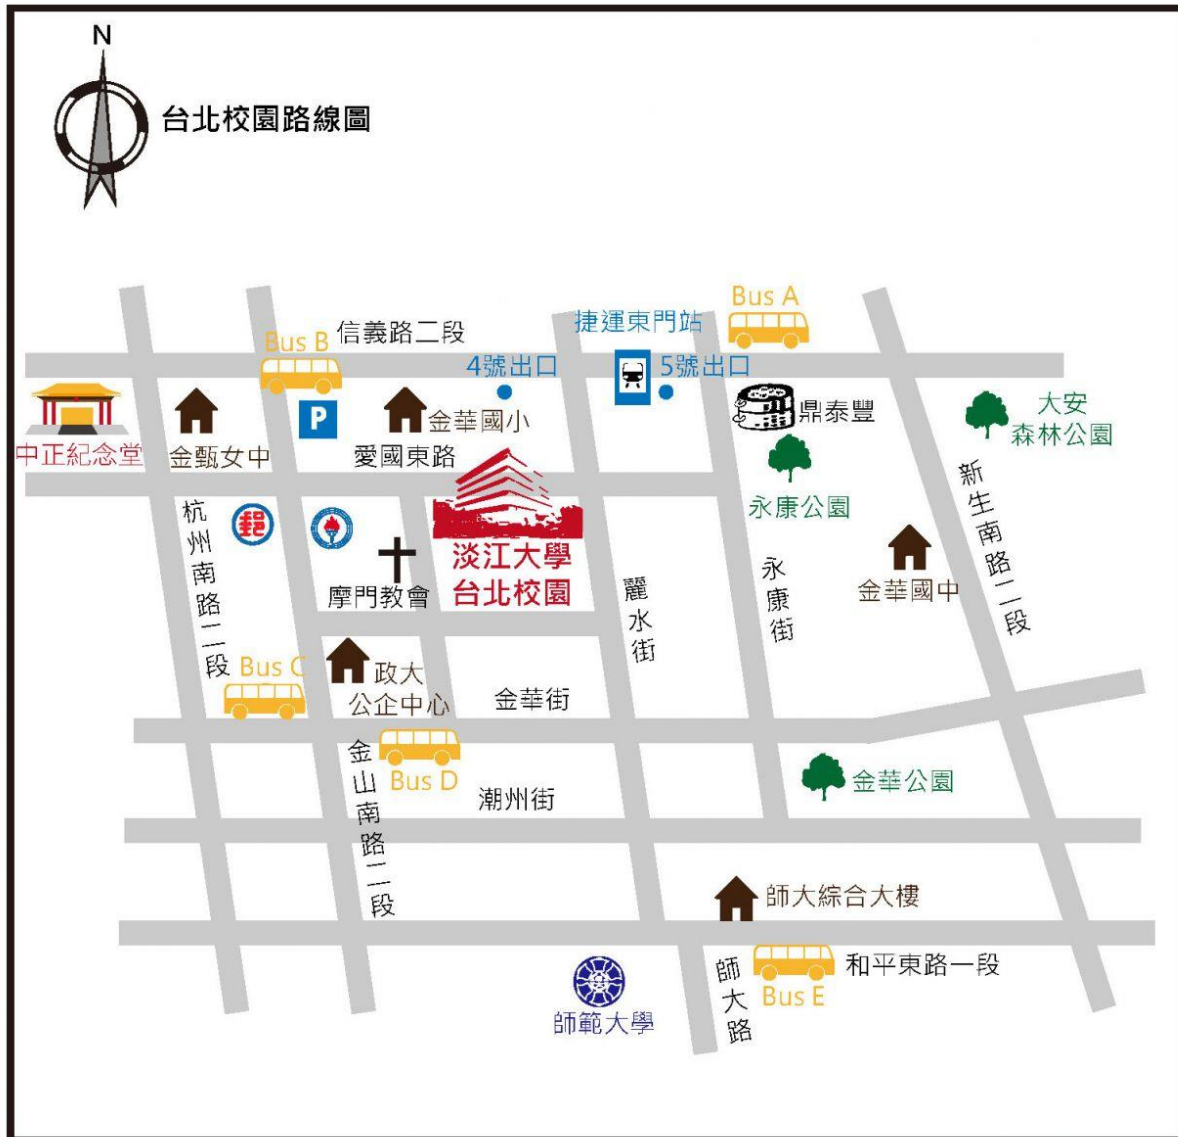 N
台北校園路線圖
Bus A
捷運東門站
信義路二段
Bus B
4號出口
5號出口
P
大安
森林公園
鼎泰豐
金華國小
中正紀念堂
金甌女中
愛國東路
永康公園
新生南路二段
杭州南路二段
郵
淡江大學
台北校園
摩門教會
麗水街
永康街
金華國中
Bus C
政大
公企中心
金華街
金山南路二段
Bus D
潮州街
金華公園
師大綜合大樓
和平東路一段
Bus E
師大路
師範大學